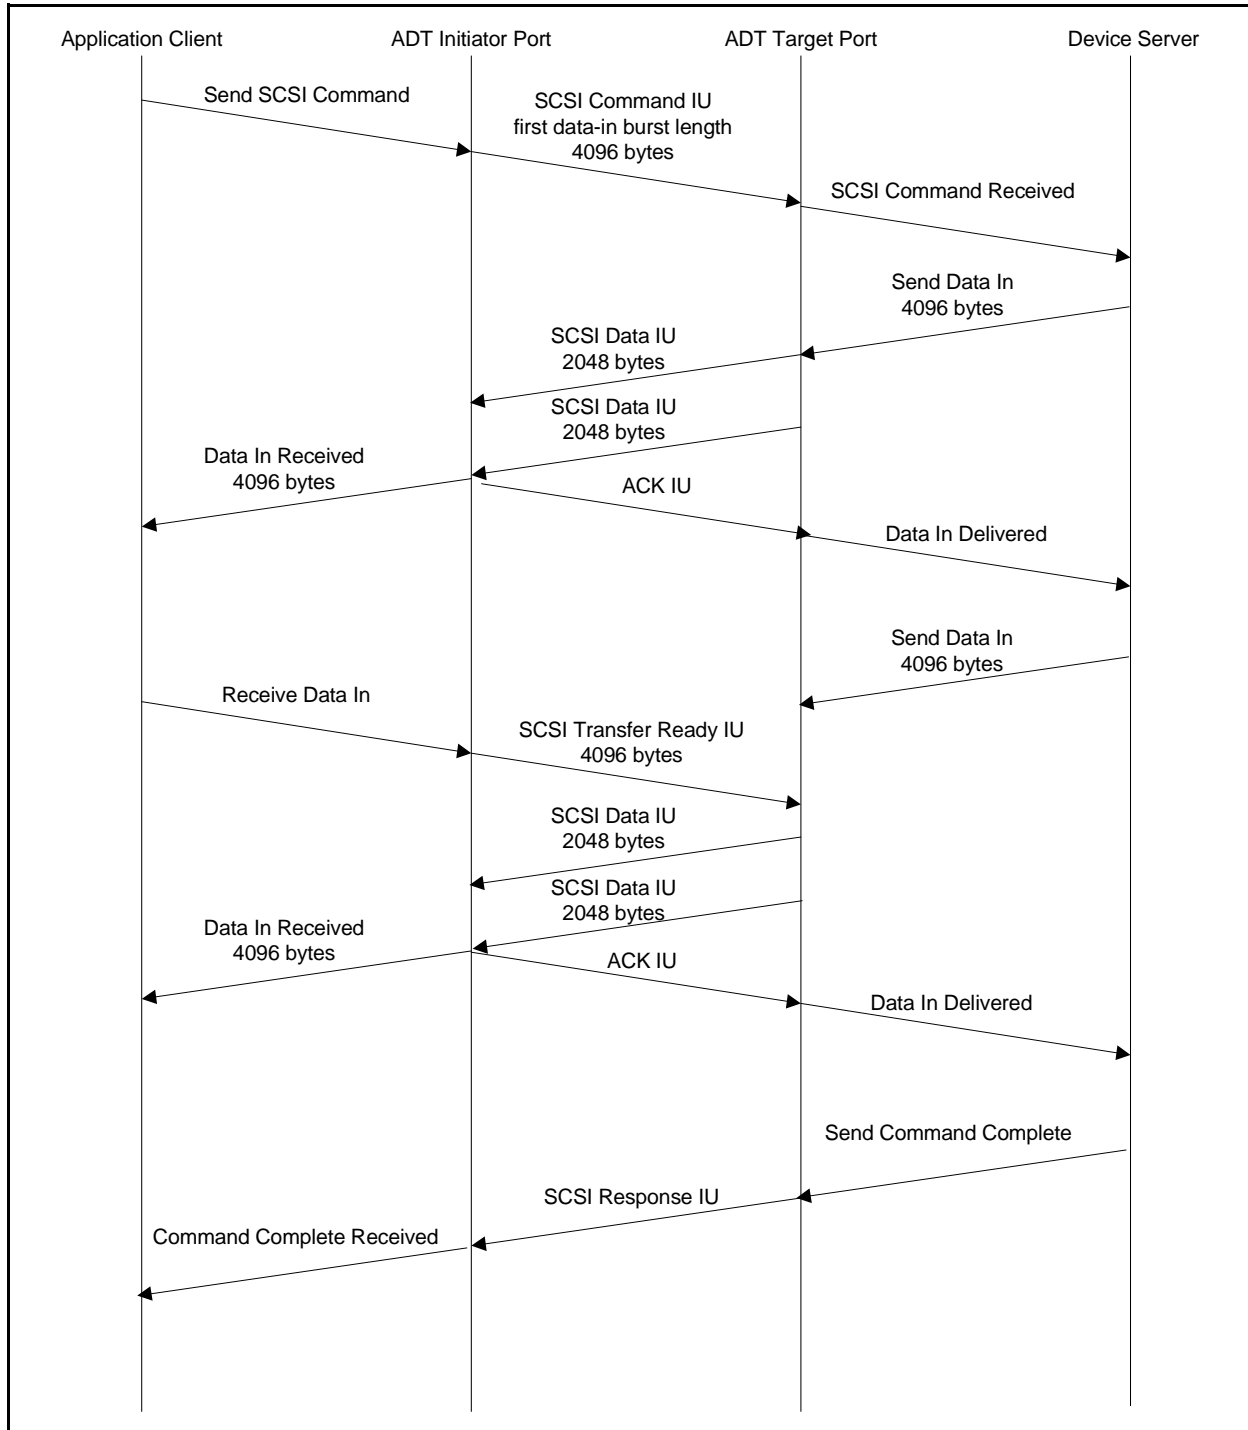 Application Client
ADT Initiator Port
ADT Target Port
Device Server
Send SCSI Command
SCSI Command IU
first data-in burst length
4096 bytes
SCSI Command Received
Send Data In
4096 bytes
SCSI Data IU
2048 bytes
SCSI Data IU
2048 bytes
Data In Received
4096 bytes
ACK IU
Data In Delivered
Send Data In
4096 bytes
Receive Data In
SCSI Transfer Ready IU
4096 bytes
SCSI Data IU
2048 bytes
SCSI Data IU
2048 bytes
Data In Received
4096 bytes
ACK IU
Data In Delivered
Send Command Complete
SCSI Response IU
Command Complete Received